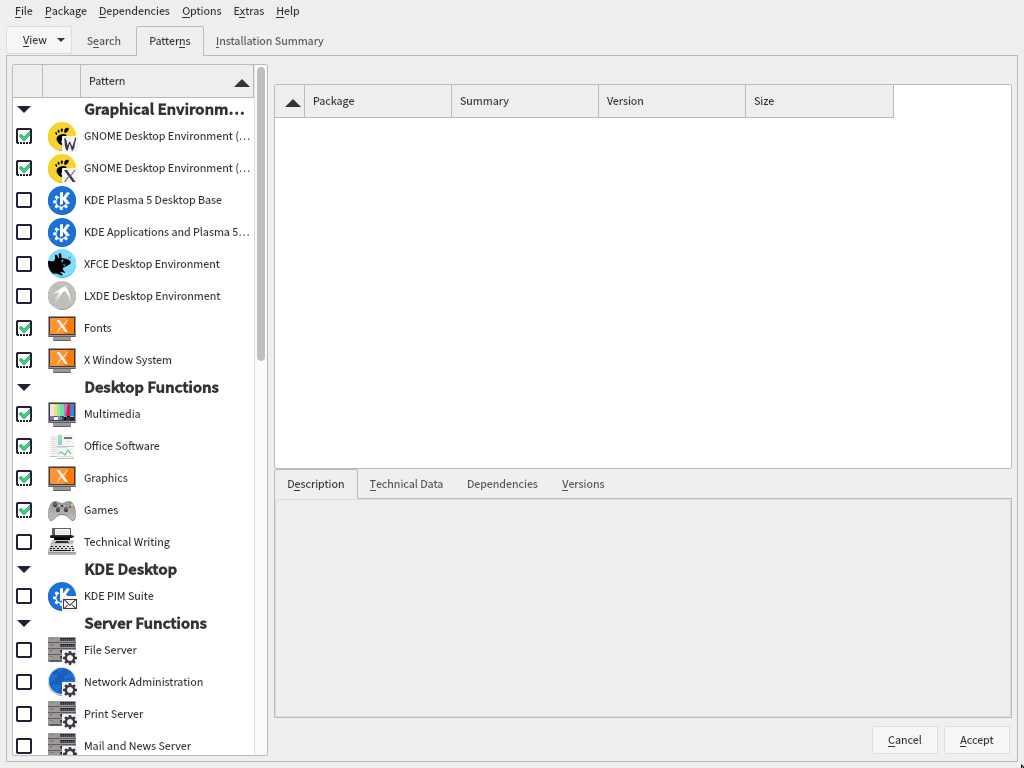 File Package Dependencies Options Extras Help
View Search Patterns Installation Summary
Pattern
Graphical Environm...
GNOME Desktop Environment (...
GNOME Desktop Environment (...
KDE Plasma 5 Desktop Base
KDE Applications and Plasma 5...
XFCE Desktop Environment
LXDE Desktop Environment
Fonts
X Window System
Desktop Functions
Multimedia
Office Software
Graphics
Games
Technical Writing
KDE Desktop
KDE PIM Suite
Server Functions
File Server
Network Administration
Print Server
Mail and News Server
Package Summary Version Size
Description Technical Data Dependencies Versions
Cancel Accept